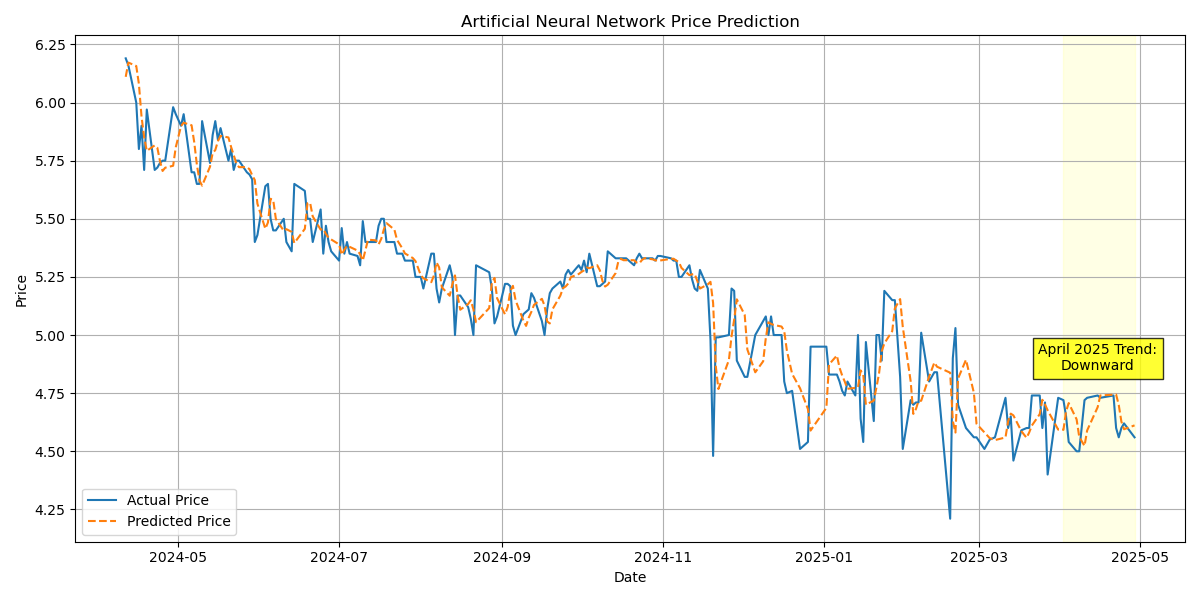 Artificial Neural Network Price Prediction
6.25
6.00
5.75
5.50
5.25
5.00
4.75
4.50
4.25
Price
April 2025 Trend:
Downward
Actual Price
Predicted Price
2024-05
2024-07
2024-09
2024-11
2025-01
2025-03
2025-05
Date